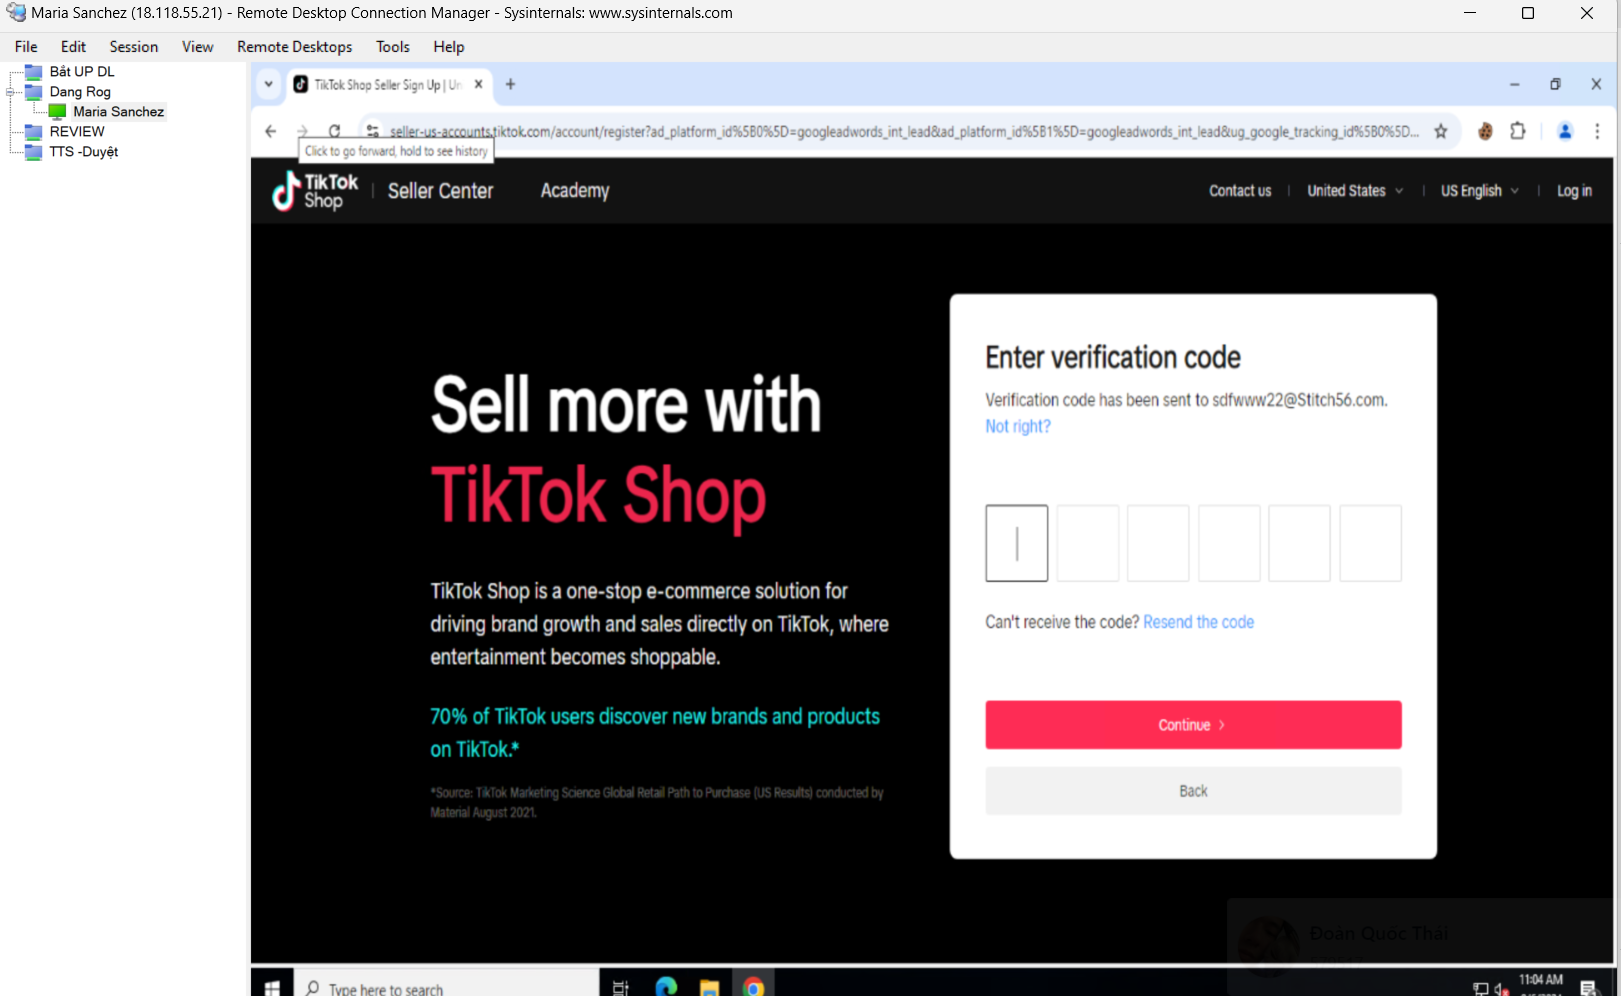 Maria Sanchez (18.118.55.21) - Remote Desktop Connection Manager - Sysinternals: www.sysinternals.com
File Edit Session View Remote Desktops Tools Help
Bât UP DL
Dang Rog
Maria Sanchez
REVIEW
TTS -Duyệt
TikTok Shop Seller Sign Up | Un
seller-us-accounts.tiktok.com/account/register?ad_platform_id%5B0%5D=googleadwords_int_lead&ad_platform_id%5B1%5D=googleadwords_int_lead&ug_google_tracking_id%5B0%5D...
Click to go forward, hold to see history
TikTok Shop | Seller Center Academy
Contact us | United States | US English | Log in
Sell more with
TikTok Shop
TikTok Shop is a one-stop e-commerce solution for
driving brand growth and sales directly on TikTok, where
entertainment becomes shoppable.
70% of TikTok users discover new brands and products
on TikTok.*
*Source: TikTok Marketing Science Global Retail Path to Purchase (US Results) conducted by
Material August 2021.
Enter verification code
Verification code has been sent to sdfwww22@Stitch56.com.
Not right?
Can't receive the code? Resend the code
Continue >
Back
Đoàn Quốc Thái
Type here to search
11:04 AM